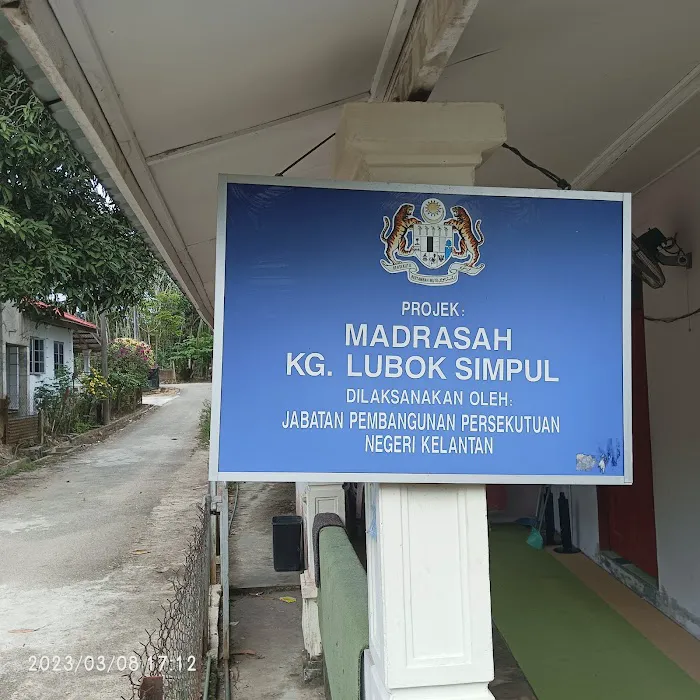 PROJEK:
MADRASAH
KG. LUBOK SIMPUL
DILAKSANAKAN OLEH:
JABATAN PEMBANGUNAN PERSEKUTUAN
NEGERI KELANTAN
2023/03/08 17:12